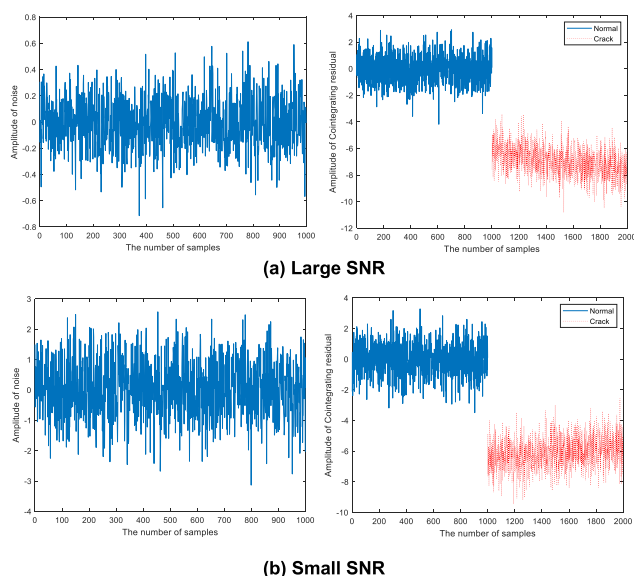 0.8
0.6
0.4
0.2
0
-0.2
-0.4
-0.6
-0.8
Amplitude of noise
0 100 200 300 400 500 600 700 800 900 1000
The number of samples
4
2
0
-2
-4
-6
-8
-10
-12
Amplitude of Cointegrating residual
Normal
Crack
0 200 400 600 800 1000 1200 1400 1600 1800 2000
The number of samples
(a) Large SNR
3
2
1
0
-1
-2
-3
-4
Amplitude of noise
0 100 200 300 400 500 600 700 800 900 1000
The number of samples
4
2
0
-2
-4
-6
-8
-10
Amplitude of Cointegrating residual
Normal
Crack
0 200 400 600 800 1000 1200 1400 1600 1800 2000
The number of samples
(b) Small SNR